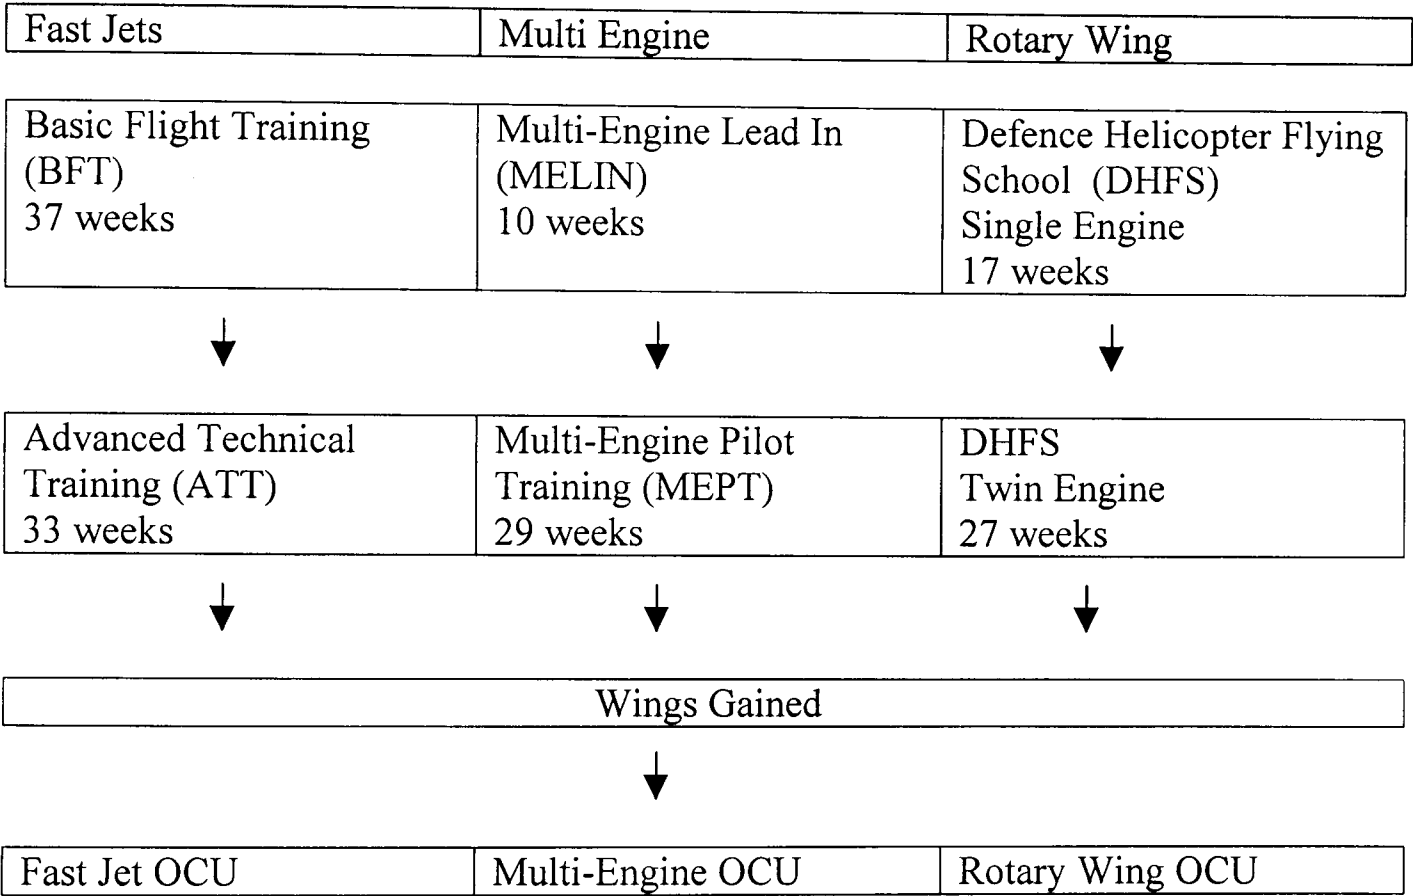 Fast Jets
Multi Engine
Rotary Wing
Basic Flight Training
(BFT)
37 weeks
Multi-Engine Lead In
(MELIN)
10 weeks
Defence Helicopter Flying
School (DHFS)
Single Engine
17 weeks
Advanced Technical
Training (ATT)
33 weeks
Multi-Engine Pilot
Training (MEPT)
29 weeks
DHFS
Twin Engine
27 weeks
Wings Gained
Fast Jet OCU
Multi-Engine OCU
Rotary Wing OCU